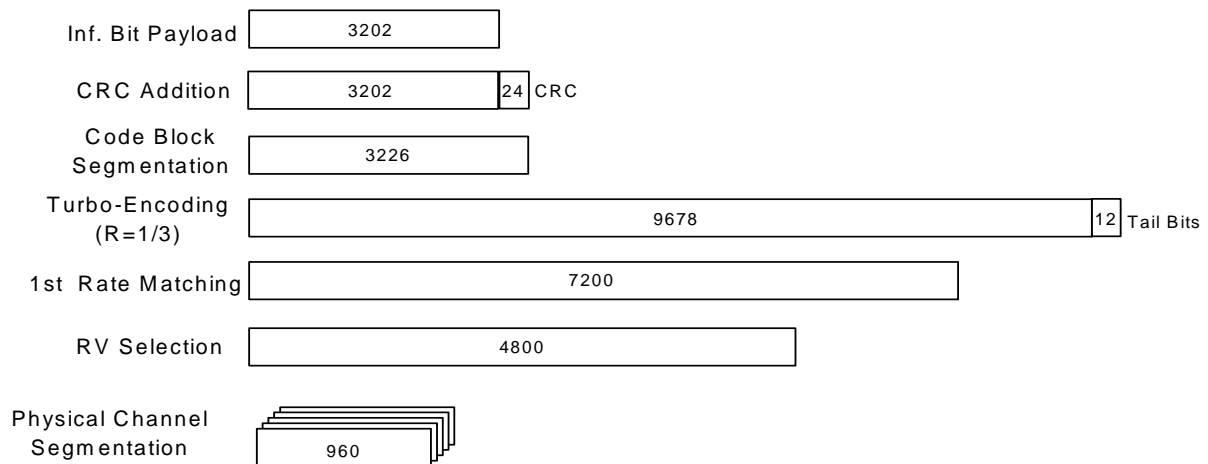 Inf. Bit Payload 3202
CRC Addition 3202 24 CRC
Code Block
Segmentation 3226
Turbo-Encoding
(R=1/3) 9678 12 Tail Bits
1st Rate Matching 7200
RV Selection 4800
Physical Channel
Segmentation 960